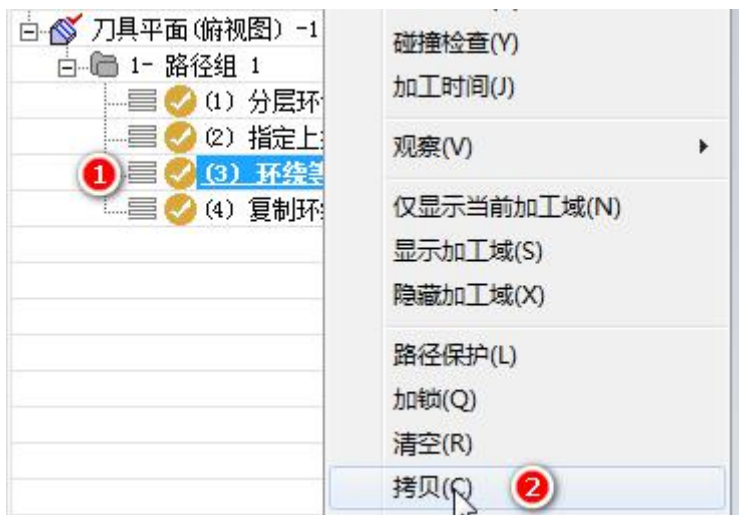 刀具平面(俯视图) -1
1- 路径组 1
(1) 分层环
(2) 指定上
1
(3) 环绕等
(4) 复制环
碰撞检查(Y)
加工时间(J)
观察(V)
仅显示当前加工域(N)
显示加工域(S)
隐藏加工域(X)
路径保护(L)
加锁(Q)
清空(R)
拷贝(C) 2